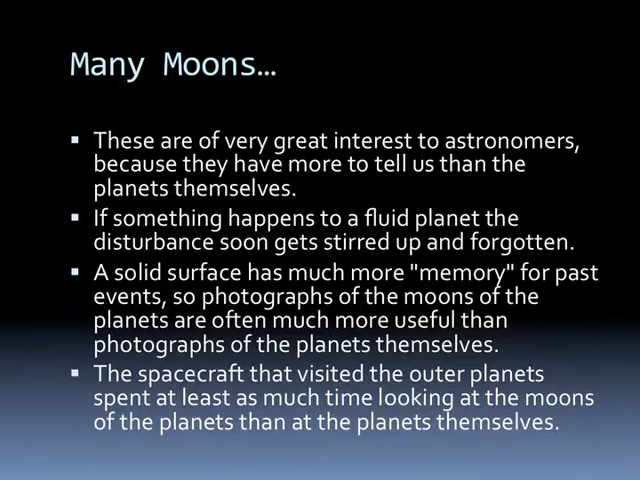 Many Moons…
▪ These are of very great interest to astronomers,
because they have more to tell us than the
planets themselves.
▪ If something happens to a fluid planet the
disturbance soon gets stirred up and forgotten.
▪ A solid surface has much more "memory" for past
events, so photographs of the moons of the
planets are often much more useful than
photographs of the planets themselves.
▪ The spacecraft that visited the outer planets
spent at least as much time looking at the moons
of the planets than at the planets themselves.